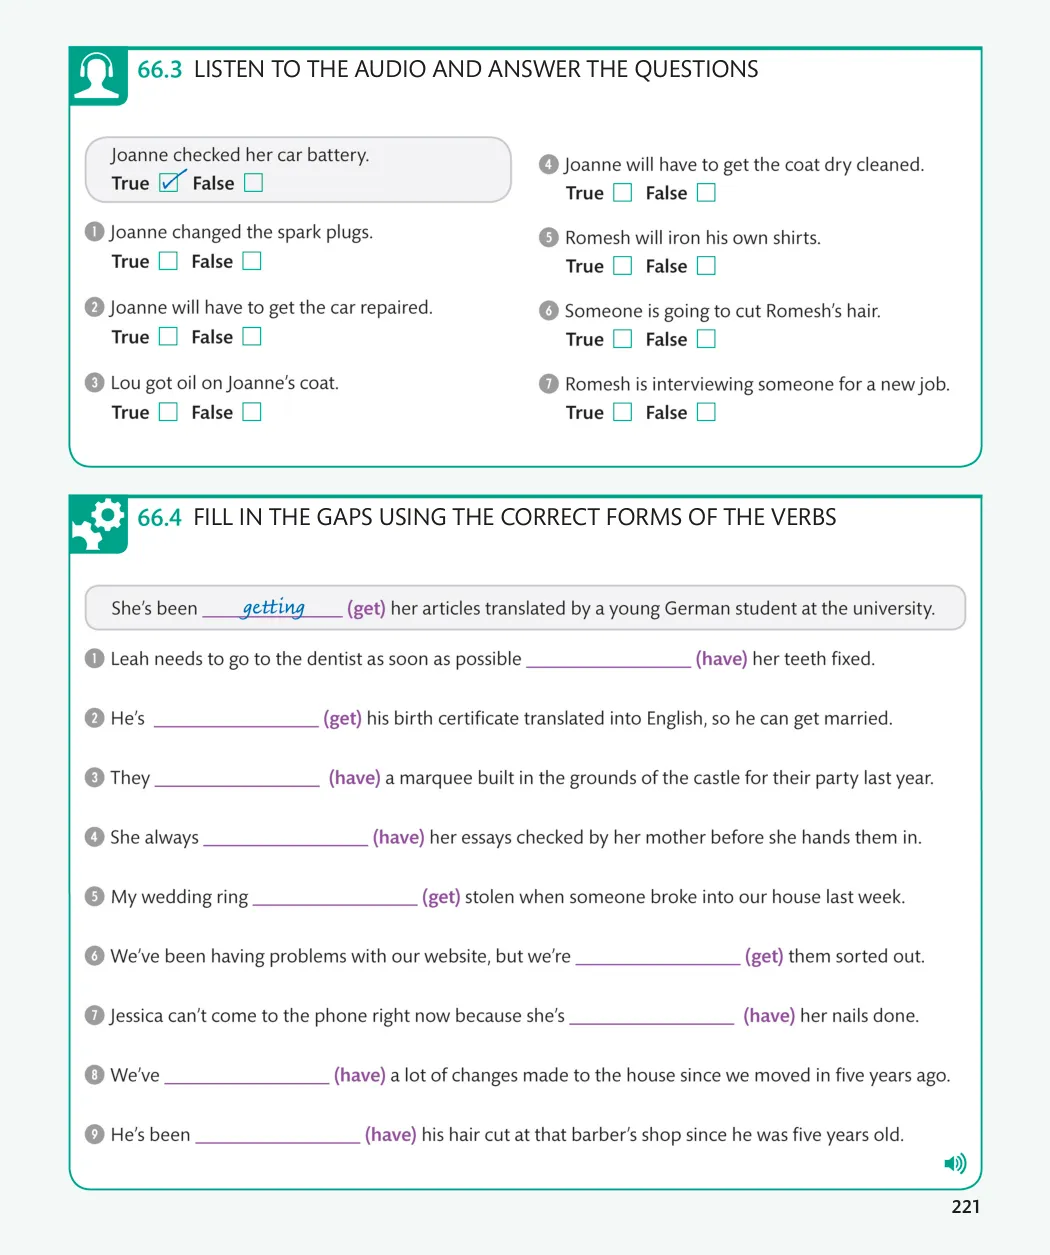 66.3 LISTEN TO THE AUDIO AND ANSWER THE QUESTIONS
Joanne checked her car battery.
True False
1 Joanne changed the spark plugs.
True False
2 Joanne will have to get the car repaired.
True False
3 Lou got oil on Joanne's coat.
True False
4 Joanne will have to get the coat dry cleaned.
True False
5 Romesh will iron his own shirts.
True False
6 Someone is going to cut Romesh's hair.
True False
7 Romesh is interviewing someone for a new job.
True False
66.4 FILL IN THE GAPS USING THE CORRECT FORMS OF THE VERBS
She's been getting (get) her articles translated by a young German student at the university.
1 Leah needs to go to the dentist as soon as possible ________ (have) her teeth fixed.
2 He's ________ (get) his birth certificate translated into English, so he can get married.
3 They ________ (have) a marquee built in the grounds of the castle for their party last year.
4 She always ________ (have) her essays checked by her mother before she hands them in.
5 My wedding ring ________ (get) stolen when someone broke into our house last week.
6 We've been having problems with our website, but we're ________ (get) them sorted out.
7 Jessica can't come to the phone right now because she's ________ (have) her nails done.
8 We've ________ (have) a lot of changes made to the house since we moved in five years ago.
9 He's been ________ (have) his hair cut at that barber's shop since he was five years old.
221